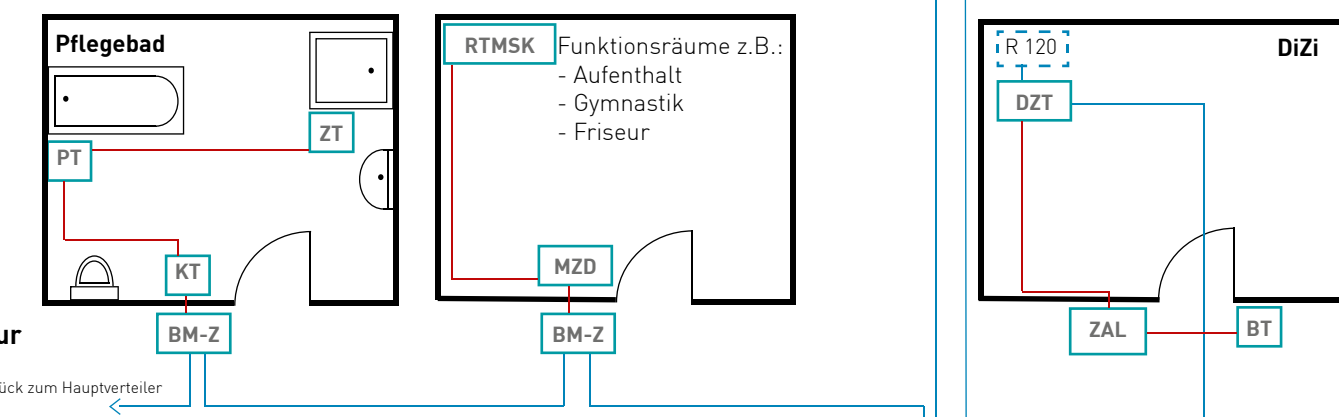 Pflegebad
ZT
PT
KT
BM-Z
RTMSK
Funktionsräume z.B.:
- Aufenthalt
- Gymnastik
- Friseur
MZD
BM-Z
R 120
DiZi
DZT
ZAL
BT
ur
ück zum Hauptverteiler